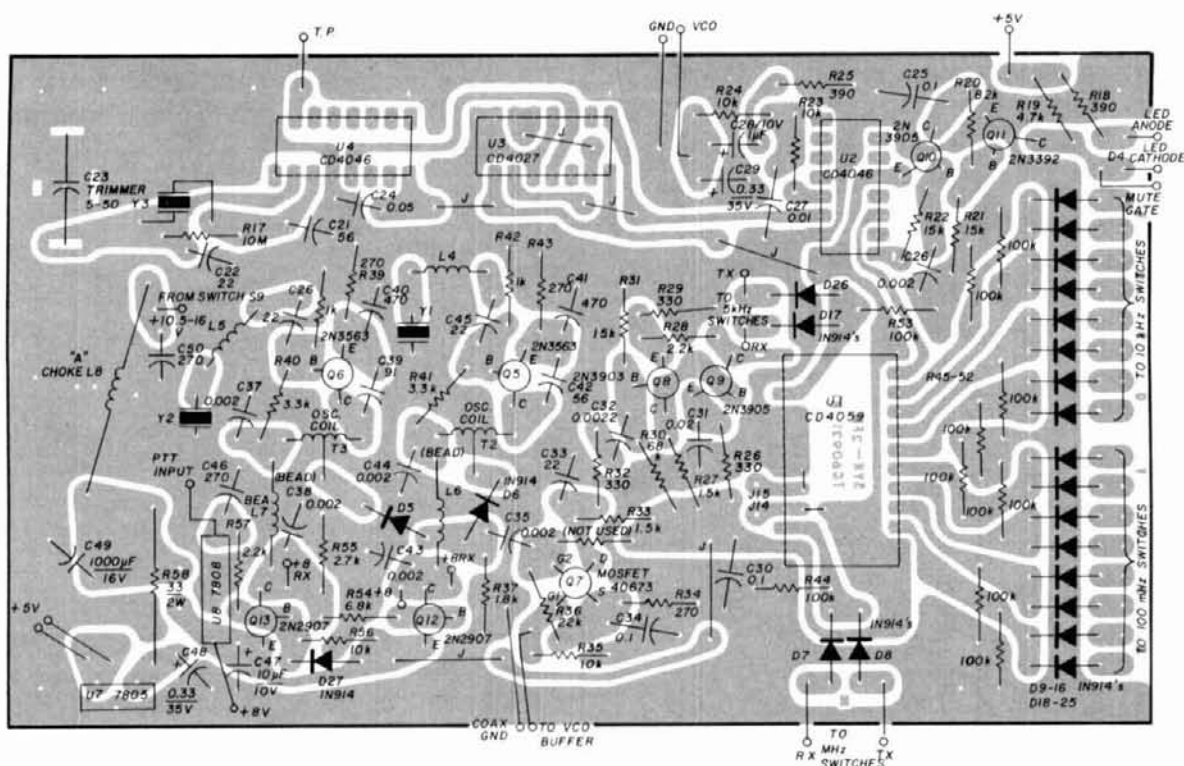 T.P.
GND
VCO
+5V
R24
10k
R25
390
R23
10k
C25
0.1
R20
8.2k
R19
4.7k
R18
390
LED
ANODE
D4
LED
CATHODE
MUTE
GATE
U4
CD4046
U3
CD4027
J
C28/10V
1µF
C29
0.33
35V
C27
0.01
U2
CD4046
2N
3905
C
E
B
Q10
E
C
B
Q11
2N3392
C23
TRIMMER
5-50
Y3
R17
10M
C22
22
C21
56
C24
0.05
J
J
J
R22
15k
R21
15k
C26
0.002
100k
100k
TO 10 kHz SWITCHES
FROM SWITCH S9
+10.5-16
V
L5
C50
270
"A"
CHOKE L8
C26
22
1k
R40
3.3k
270
R39
C40
470
L4
Y1
R42
1k
R43
270
C41
470
C45
22
R31
15k
R29
330
R28
2.2k
TX
TO
5kHz
SWITCHES
RX
D26
D17
1N914's
R53
100k
R45-52
2N3563
B
E
C
Q6
C39
91
R41
3.3k
2N3563
B
E
C
Q5
C42
56
2N3903
E
B
C
Q8
C
E
B
Q9
2N3905
U1
CD4059
100k
100k
100k
100k
Y2
C37
0.002
OSC.
COIL
T3
OSC
COIL
T2
C32
0.0022
R30
68
C31
0.02
R27
1.5k
R26
330
R32
330
C33
22
J15
J14
PTT
INPUT
C46
270
(BEAD)
BEA
L7
C38
0.002
C44
0.002
(BEAD)
L6
1N914
D6
D5
C35
0.002
R33
1.5k
(NOT USED)
C49
1000µF
16V
R58
33
2W
U8 7808
R57
2.2k
+8
RX
R55
2.7k
C43
0.002
+8RX
+8
R37
1.8k
G2
D
G1
S
Q7
MOSFET
40673
R36
22k
R34
270
C34
0.1
R35
10k
J
C30
0.1
R44
100k
100k
100k
TO 100 mHz SWITCHES
C
B
E
Q13
2N2907
R54
6.8k
R56
10k
C
B
E
Q12
2N2907
J
D7
D8
1N914's
+5V
U7 7805
C48
0.33
35V
C47
10µF
10V
+8V
D27
1N914
COAX
GND
TO VCO
BUFFER
RX
TO
MHz
SWITCHES
TX
D9-16
D18-25
1N914's